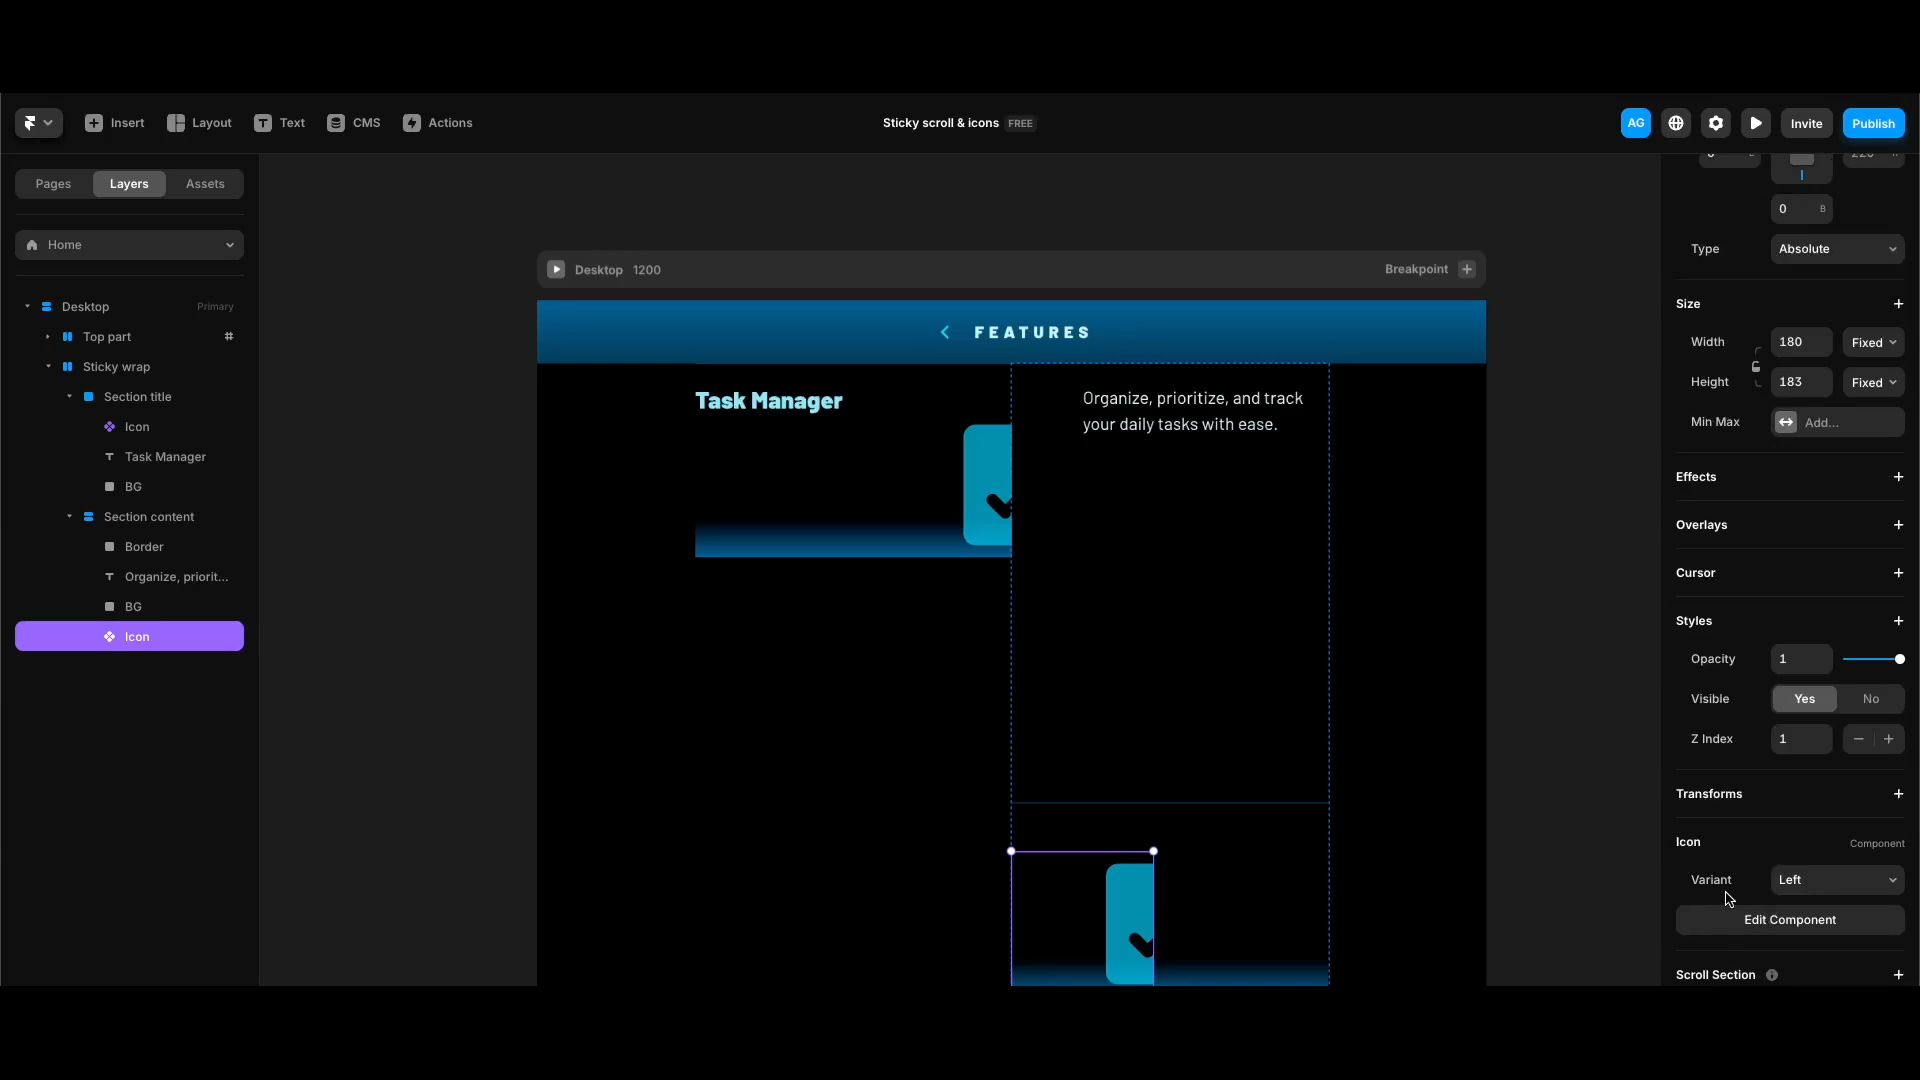 Insert
Layout
Text
CMS
Actions
Sticky scroll & icons FREE
AG
Invite
Publish
Pages
Layers
Assets
Home
Desktop Primary
Top part
Sticky wrap
Section title
Icon
Task Manager
BG
Section content
Border
Organize, priorit...
BG
Icon
Desktop 1200
Breakpoint
FEATURES
Task Manager
Organize, prioritize, and track
your daily tasks with ease.
0 B
Type Absolute
Size
Width 180 Fixed
Height 183 Fixed
Min Max Add...
Effects
Overlays
Cursor
Styles
Opacity 1
Visible Yes No
Z Index 1
Transforms
Icon Component
Variant Left
Edit Component
Scroll Section